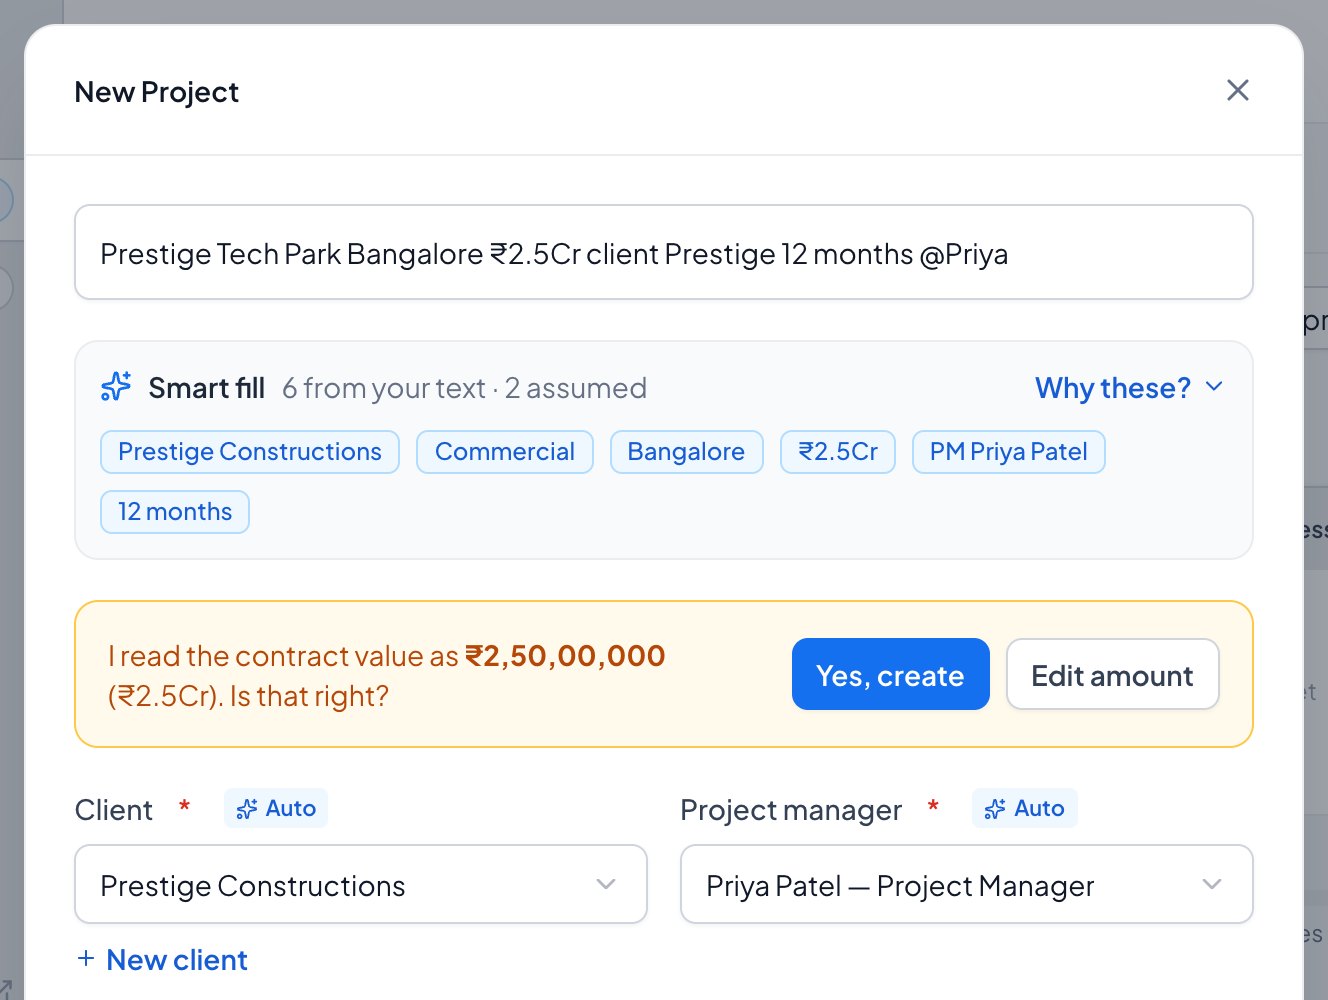 New Project
Prestige Tech Park Bangalore ₹2.5Cr client Prestige 12 months @Priya
Smart fill 6 from your text · 2 assumed Why these?
Prestige Constructions Commercial Bangalore ₹2.5Cr PM Priya Patel
12 months
I read the contract value as ₹2,50,00,000
(₹2.5Cr). Is that right?
Yes, create Edit amount
Client * Auto Project manager * Auto
Prestige Constructions Priya Patel — Project Manager
+ New client